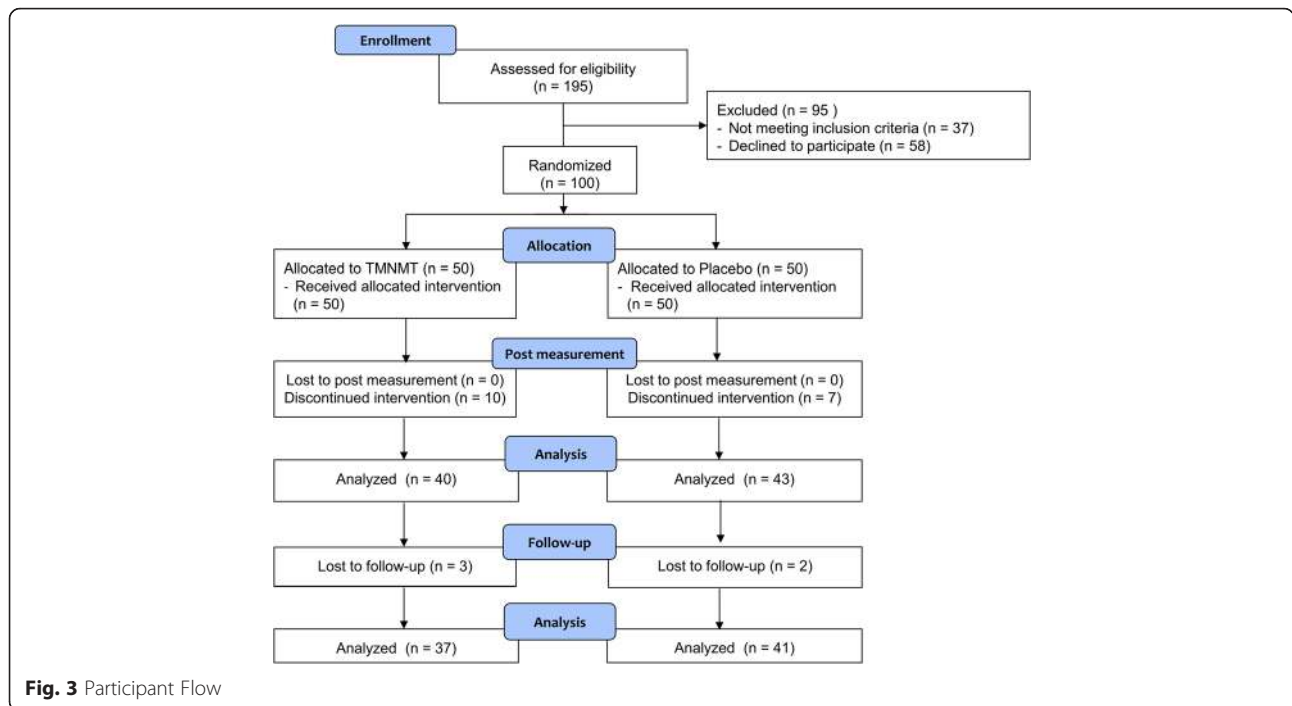 Enrollment
Assessed for eligibility
(n = 195)
Excluded (n = 95 )
- Not meeting inclusion criteria (n = 37)
- Declined to participate (n = 58)
Randomized
(n = 100)
Allocation
Allocated to TMNMT (n = 50)
- Received allocated intervention
(n = 50)
Allocated to Placebo (n = 50)
- Received allocated intervention
(n = 50)
Post measurement
Lost to post measurement (n = 0)
Discontinued intervention (n = 10)
Lost to post measurement (n = 0)
Discontinued intervention (n = 7)
Analysis
Analyzed (n = 40)
Analyzed (n = 43)
Follow-up
Lost to follow-up (n = 3)
Lost to follow-up (n = 2)
Analysis
Analyzed (n = 37)
Analyzed (n = 41)
Fig. 3 Participant Flow